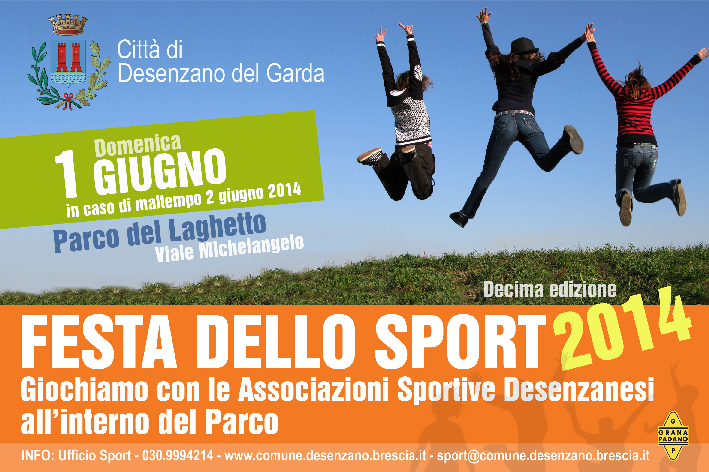 Città di
Desenzano del Garda
Domenica
1 GIUGNO
in caso di maltempo 2 giugno 2014
Parco del Laghetto
Viale Michelangelo
Decima edizione
FESTA DELLO SPORT 2014
Giochiamo con le Associazioni Sportive Desenzanesi
all'interno del Parco
GRANA
PADANO
G P
INFO: Ufficio Sport - 030.9994214 - www.comune.desenzano.brescia.it - sport@comune.desenzano.brescia.it